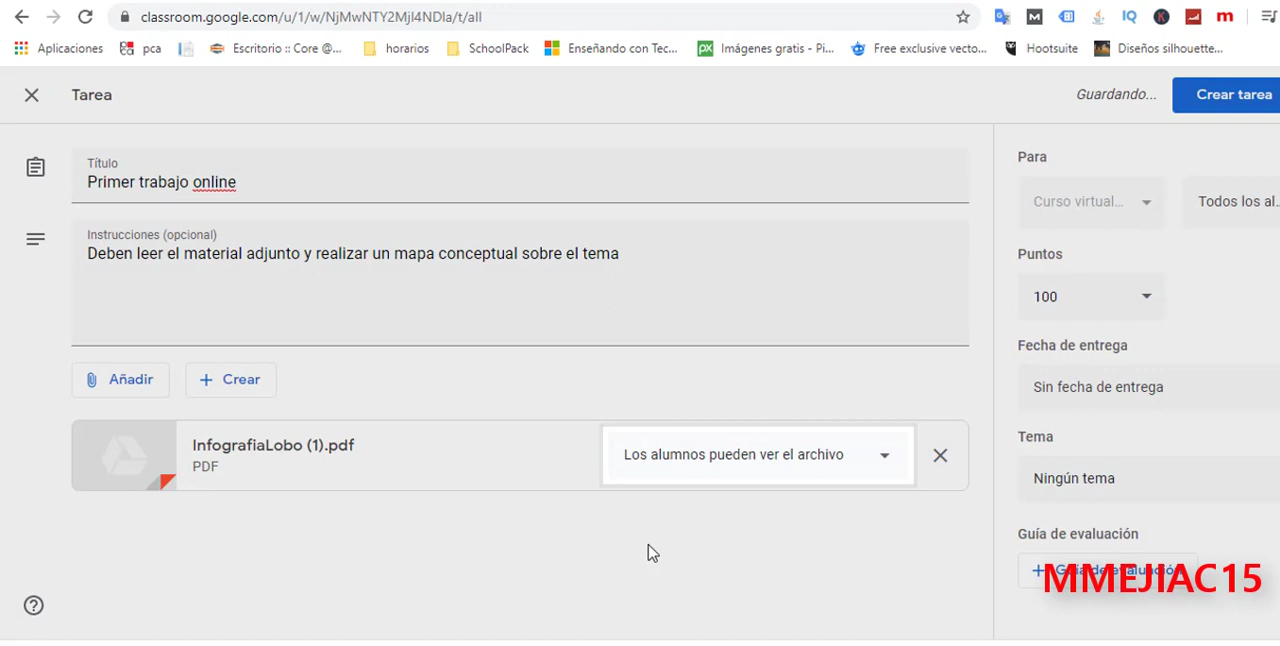 classroom.google.com/u/1/w/NjMwNTY2MjI4NDIa/t/all
Aplicaciones
pca
Escritorio :: Core @...
horarios
SchoolPack
Enseñando con Tec...
Imágenes gratis - Pi...
Free exclusive vecto...
Hootsuite
Diseños silhouette...
Tarea
Guardando...
Crear tarea
Título
Primer trabajo online
Instrucciones (opcional)
Deben leer el material adjunto y realizar un mapa conceptual sobre el tema
Añadir
Crear
InfografiaLobo (1).pdf
PDF
Los alumnos pueden ver el archivo
Para
Curso virtual...
Todos los al...
Puntos
100
Fecha de entrega
Sin fecha de entrega
Tema
Ningún tema
Guía de evaluación
+ Guía de evaluación
MMEJIAC15